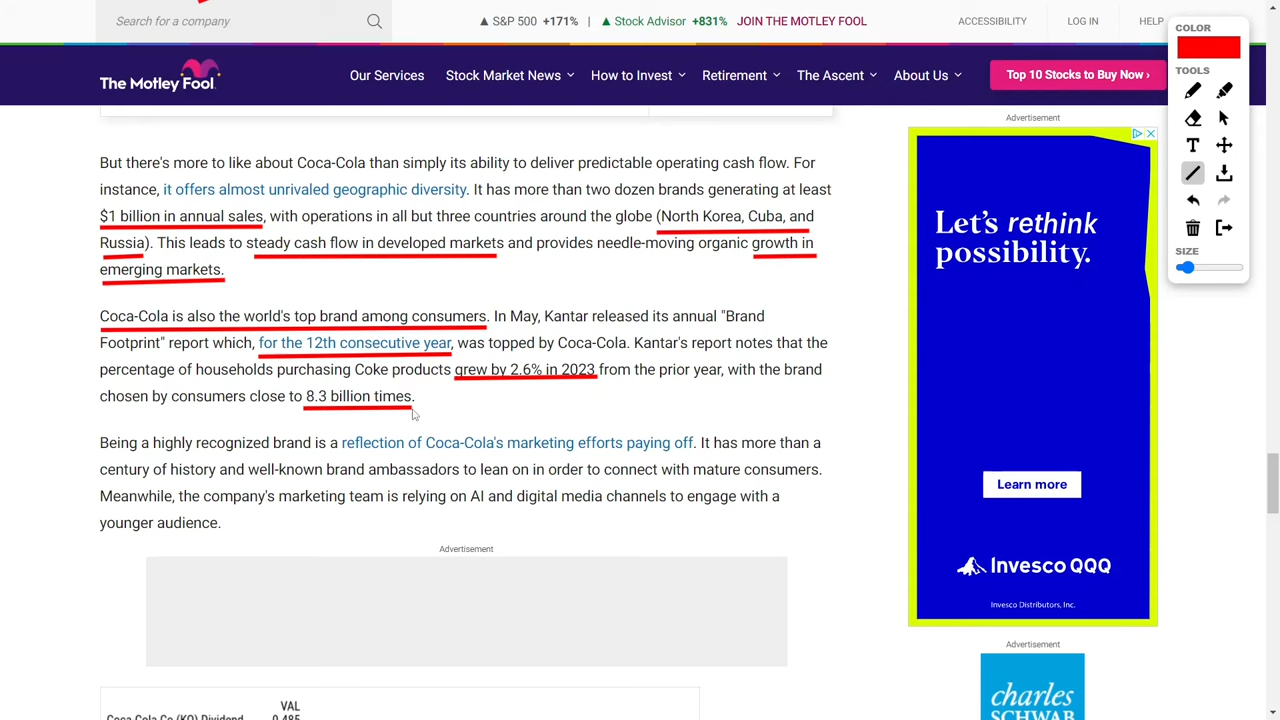 Search for a company
S&P 500 +171% | Stock Advisor +831% JOIN THE MOTLEY FOOL
ACCESSIBILITY LOG IN HELP
The Motley Fool
Our Services Stock Market News How to Invest Retirement The Ascent About Us
Top 10 Stocks to Buy Now ›
COLOR
TOOLS
T
SIZE
Advertisement
But there's more to like about Coca-Cola than simply its ability to deliver predictable operating cash flow. For
instance, it offers almost unrivaled geographic diversity. It has more than two dozen brands generating at least
$1 billion in annual sales, with operations in all but three countries around the globe (North Korea, Cuba, and
Russia). This leads to steady cash flow in developed markets and provides needle-moving organic growth in
emerging markets.
Coca-Cola is also the world's top brand among consumers. In May, Kantar released its annual "Brand
Footprint" report which, for the 12th consecutive year, was topped by Coca-Cola. Kantar's report notes that the
percentage of households purchasing Coke products grew by 2.6% in 2023 from the prior year, with the brand
chosen by consumers close to 8.3 billion times.
Being a highly recognized brand is a reflection of Coca-Cola's marketing efforts paying off. It has more than a
century of history and well-known brand ambassadors to lean on in order to connect with mature consumers.
Meanwhile, the company's marketing team is relying on AI and digital media channels to engage with a
younger audience.
Advertisement
VAL
Coca-Cola Co (KO) Dividend 0.485
Let's rethink
possibility.
Learn more
Invesco QQQ
Invesco Distributors, Inc.
Advertisement
charles
SCHWAB